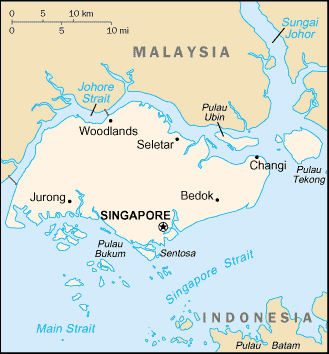 0 5 10 km
0 5 10 mi
Sungai
Johor
MALAYSIA
Johore
Strait
Pulau
Ubin
Woodlands
Seletar
Changi
Pulau
Tekong
Jurong
Bedok
SINGAPORE
Pulau
Bukum
Sentosa
Singapore Strait
Main Strait
INDONESIA
Pulau Batam